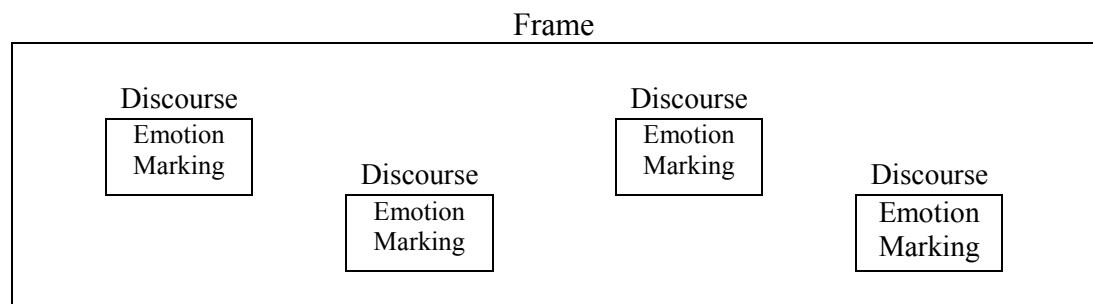 Frame
Discourse
Emotion
Marking
Discourse
Emotion
Marking
Discourse
Emotion
Marking
Discourse
Emotion
Marking